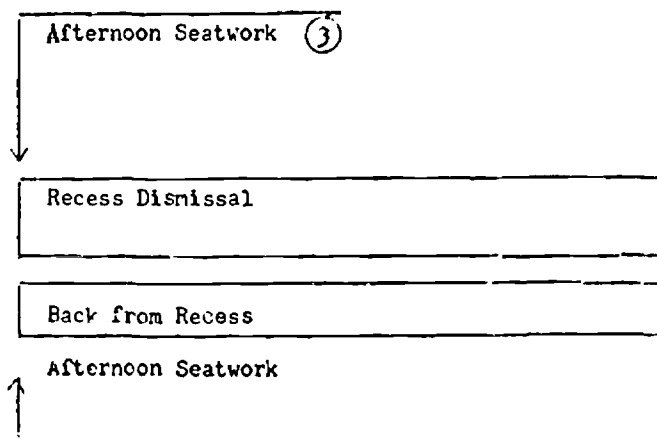 Afternoon Seatwork 3
Recess Dismissal
Back from Recess
Afternoon Seatwork